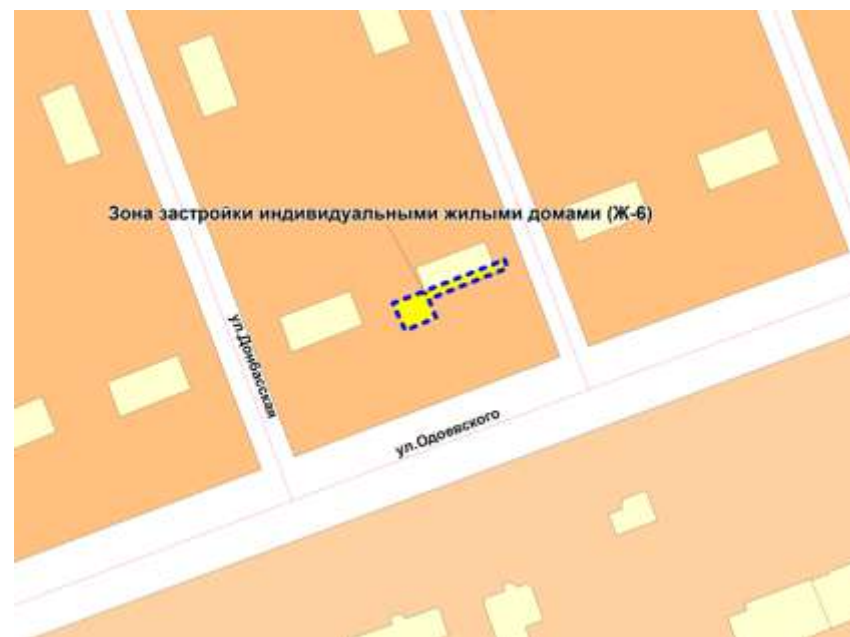 Зона застройки индивидуальными жилыми домами (Ж-6)
ул.Донбасская
ул.Одоевского